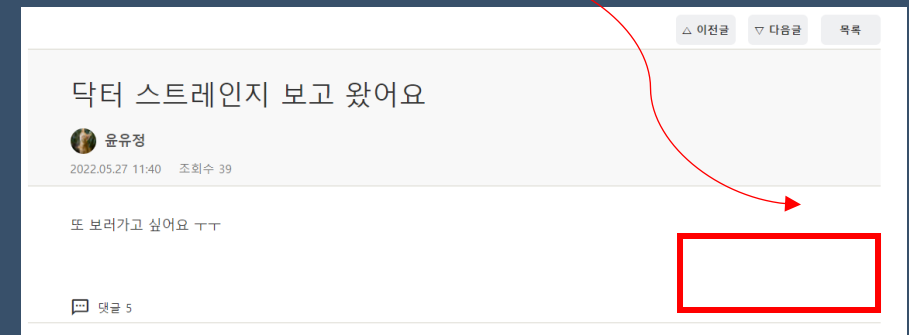 △ 이전글 ▽ 다음글 목록
닥터 스트레인지 보고 왔어요
윤유정
2022.05.27 11:40 조회수 39
또 보러가고 싶어요 ㅜㅜ
댓글 5